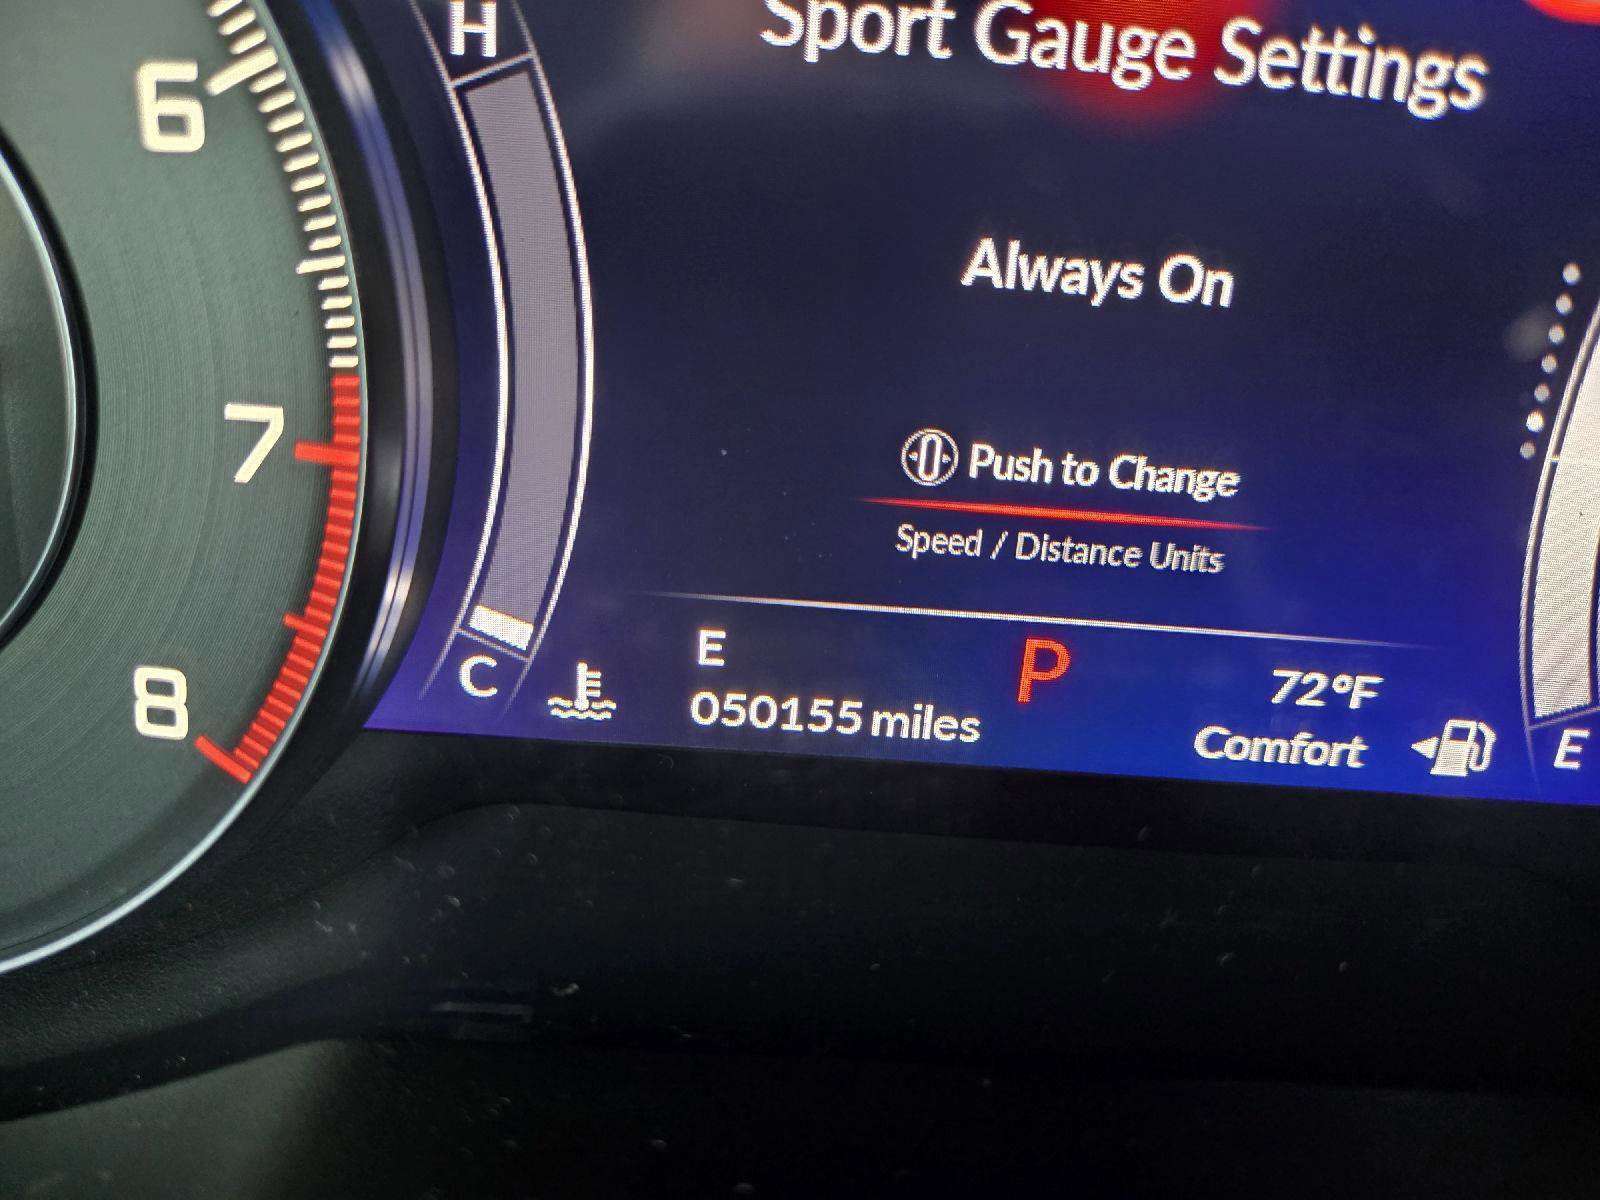 H
Sport Gauge Settings
6
Always On
7
Push to Change
Speed / Distance Units
8
C
E
P
72°F
050155 miles
Comfort
E